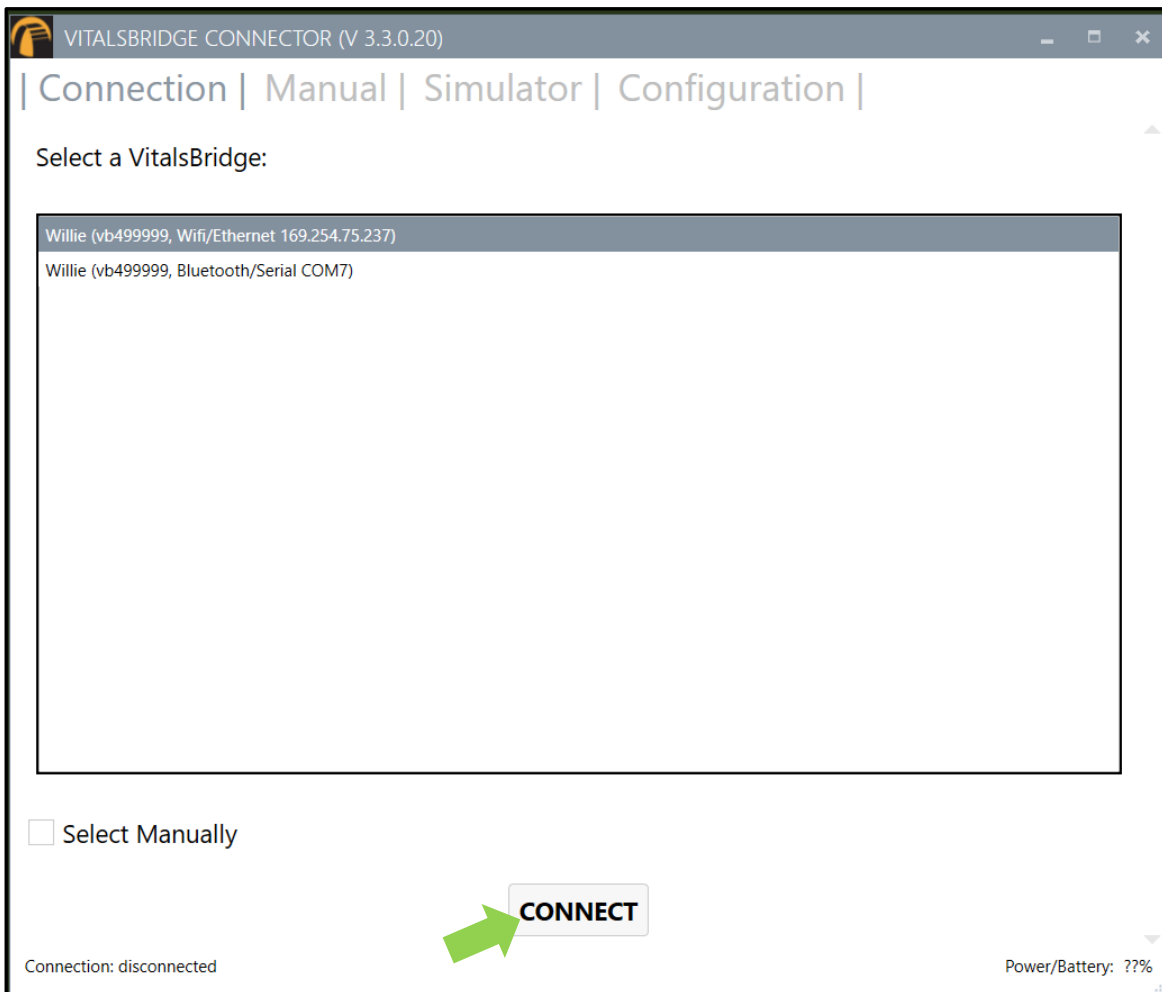 VITALSBRIDGE CONNECTOR (V 3.3.0.20)
| Connection | Manual | Simulator | Configuration |
Select a VitalsBridge:
Willie (vb499999, Wifi/Ethernet 169.254.75.237)
Willie (vb499999, Bluetooth/Serial COM7)
Select Manually
CONNECT
Connection: disconnected
Power/Battery: ??%